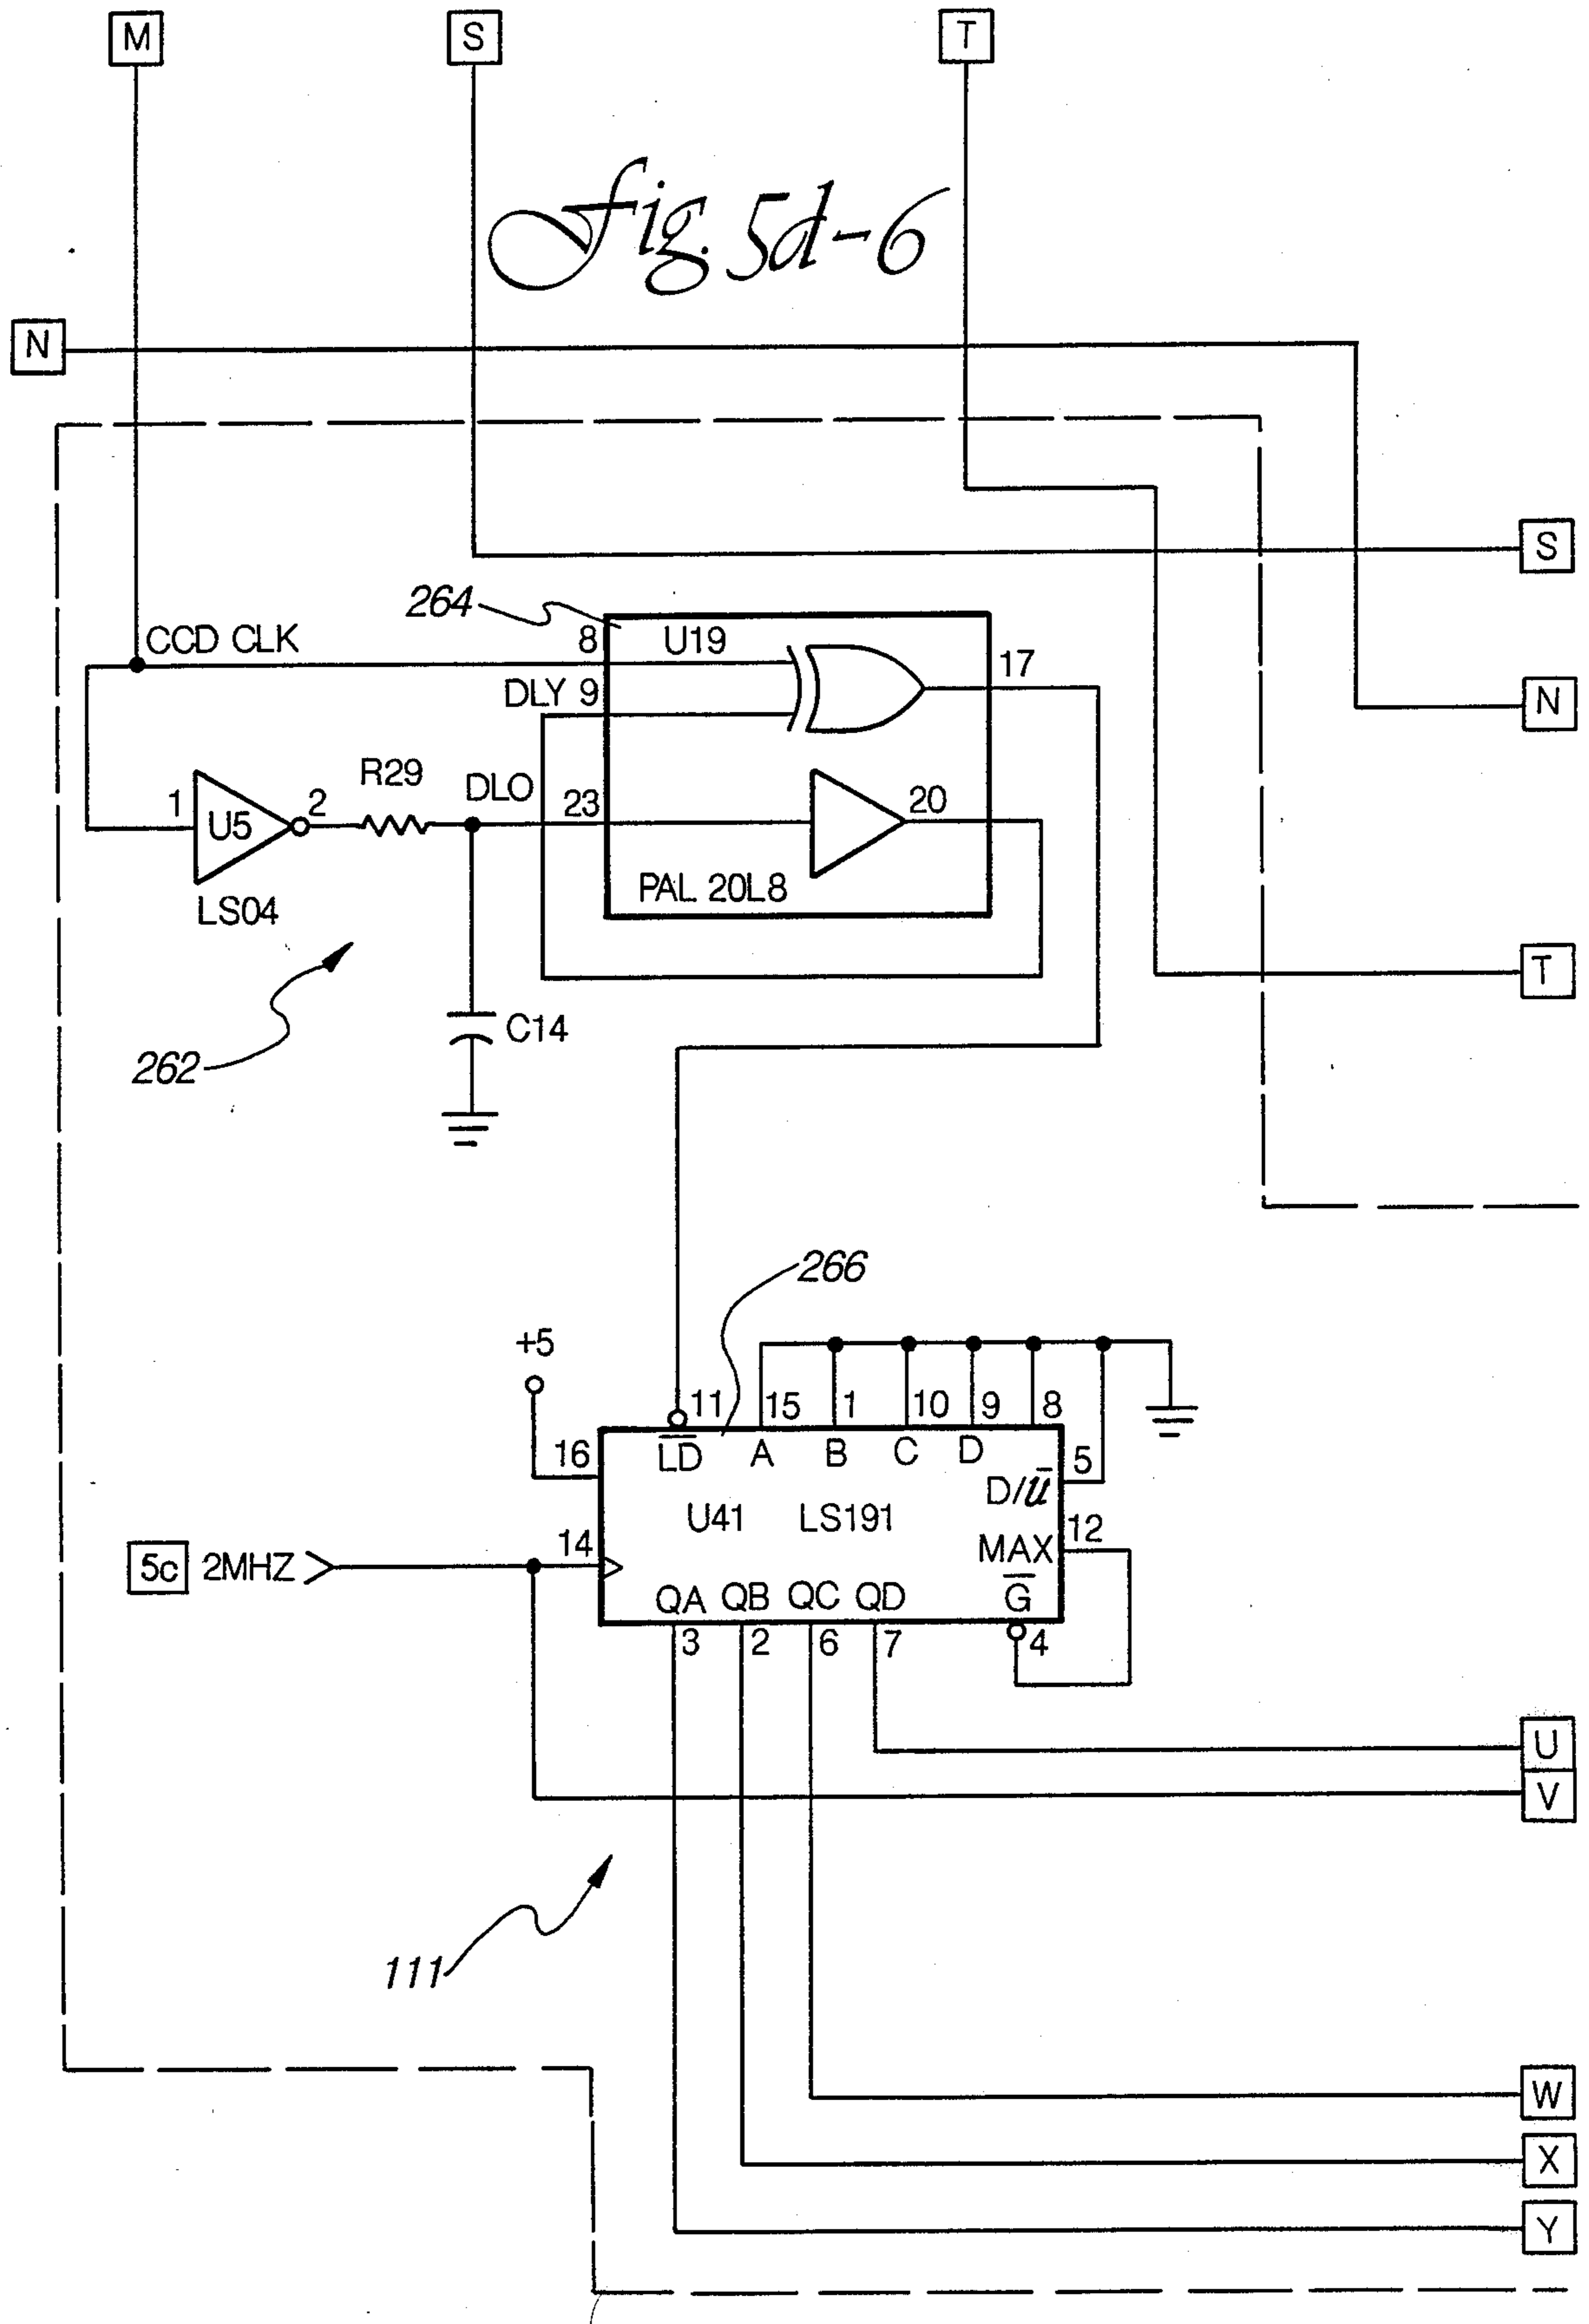 M S T
Fig. 5d-6
N
S
264
CCD CLK 8 U19 17
DLY 9
N
R29 DLO
1 U5 2 23 20
LS04 PAL 20L8
T
C14
262
266
+5
11 15 1 10 9 8
16 LD A B C D 5
D/U
U41 LS191
5c 2MHZ 14 MAX 12
QA QB QC QD G
3 2 6 7 4
U
V
111
W
X
Y